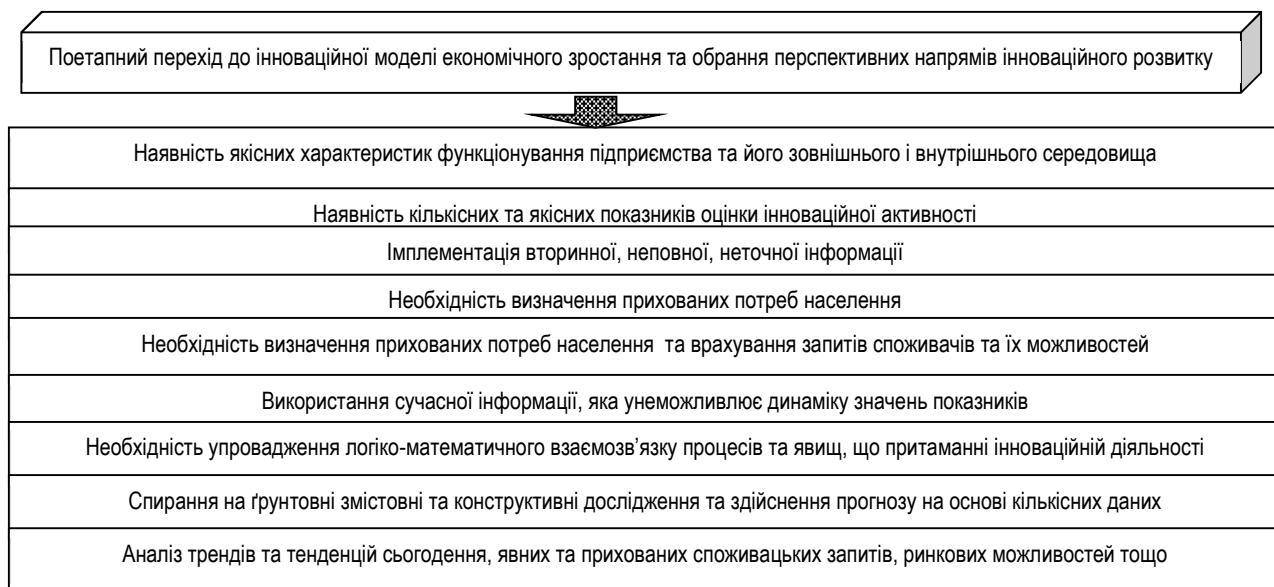 Поетапний перехід до інноваційної моделі економічного зростання та обрання перспективних напрямів інноваційного розвитку
Наявність якісних характеристик функціонування підприємства та його зовнішнього і внутрішнього середовища
Наявність кількісних та якісних показників оцінки інноваційної активності
Імплементація вторинної, неповної, неточної інформації
Необхідність визначення прихованих потреб населення
Необхідність визначення прихованих потреб населення та врахування запитів споживачів та їх можливостей
Використання сучасної інформації, яка унеможливлює динаміку значень показників
Необхідність упровадження логіко-математичного взаємозв’язку процесів та явищ, що притаманні інноваційній діяльності
Спирання на ґрунтовні змістовні та конструктивні дослідження та здійснення прогнозу на основі кількісних даних
Аналіз трендів та тенденцій сьогодення, явних та прихованих споживацьких запитів, ринкових можливостей тощо